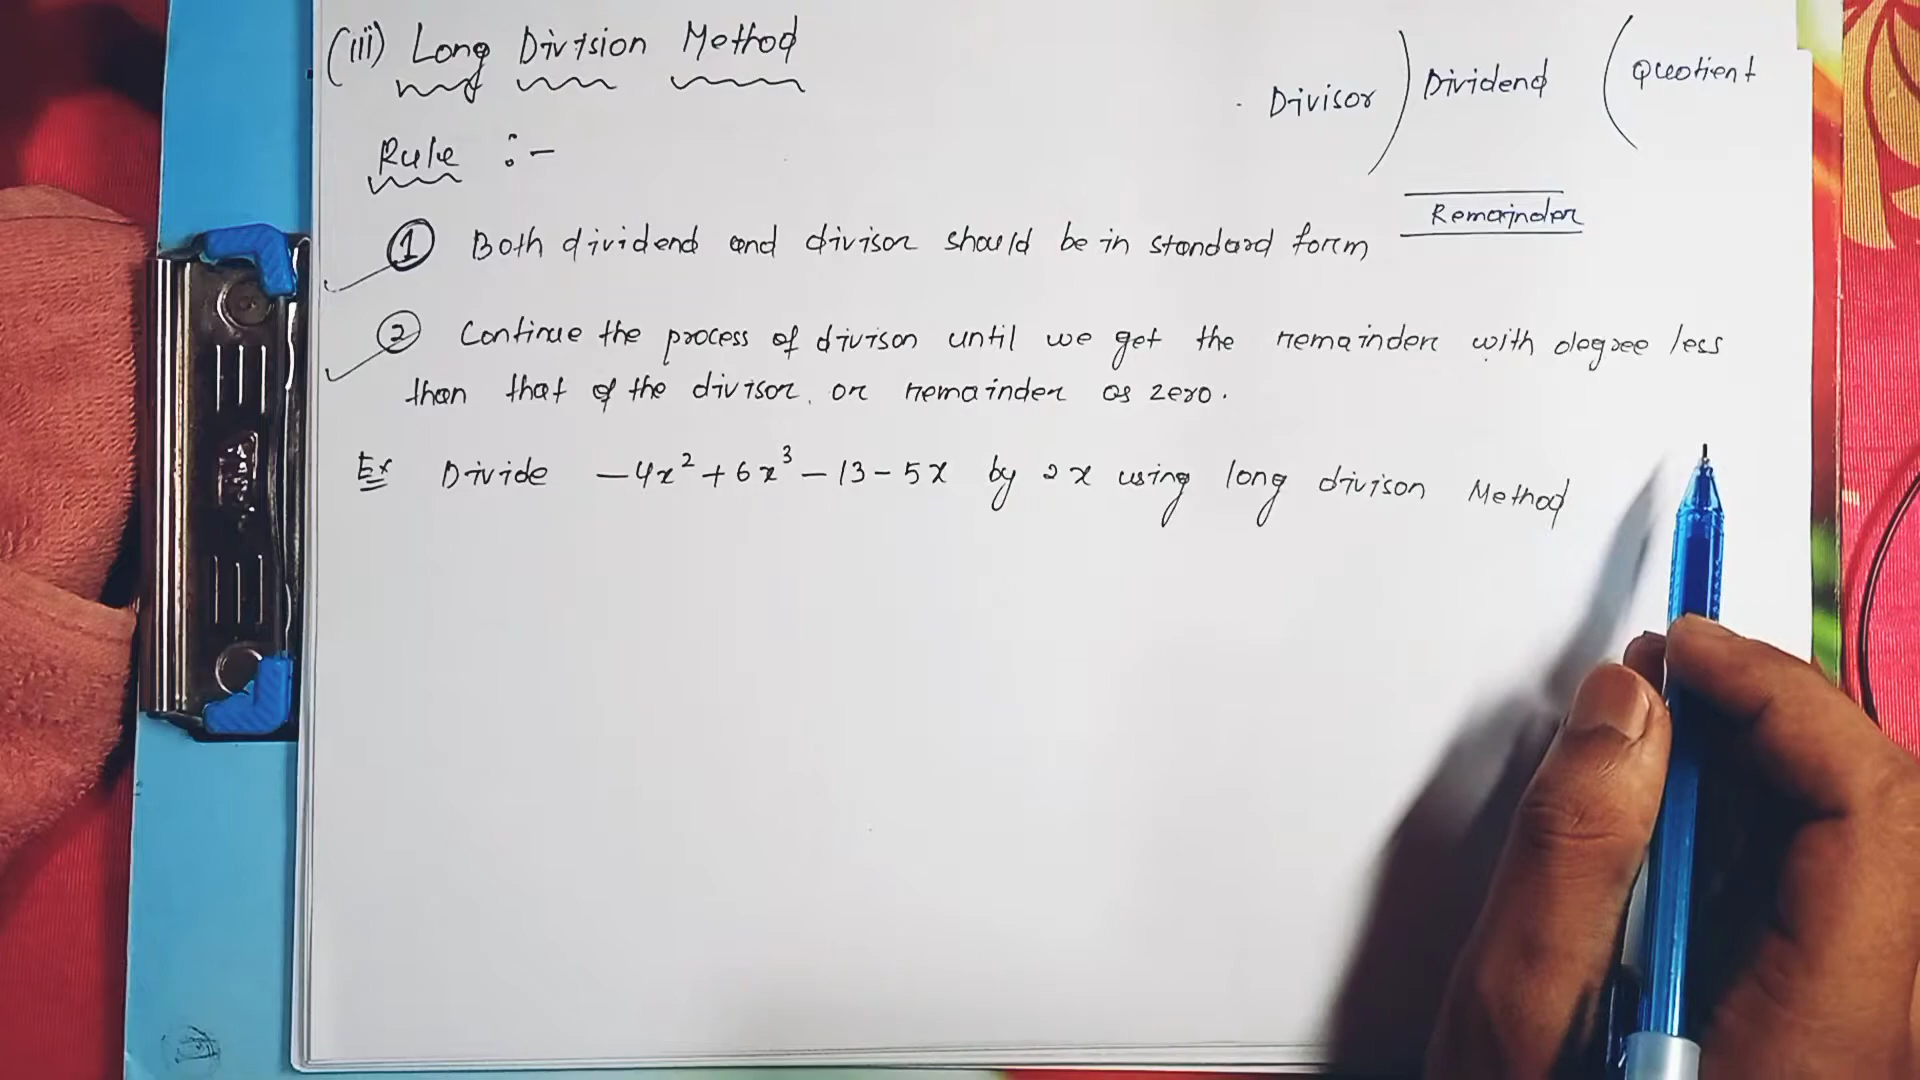 (iii) Long Division Method
Divisor ) Dividend ( Quotient
Remainder
Rule :-
① Both dividend and divisor should be in standard form
② Continue the process of divison until we get the remainder with degree less
than that of the divisor. or remainder as zero.
Ex Divide -4x² + 6x³ - 13 - 5x by 2x using long divison Method